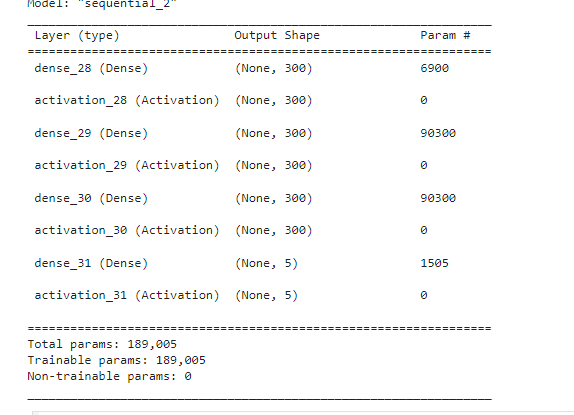 Model: "sequential_2"
_________________________________________________________________
Layer (type) Output Shape Param #
=================================================================
dense_28 (Dense) (None, 300) 6900
activation_28 (Activation) (None, 300) 0
dense_29 (Dense) (None, 300) 90300
activation_29 (Activation) (None, 300) 0
dense_30 (Dense) (None, 300) 90300
activation_30 (Activation) (None, 300) 0
dense_31 (Dense) (None, 5) 1505
activation_31 (Activation) (None, 5) 0
=================================================================
Total params: 189,005
Trainable params: 189,005
Non-trainable params: 0
_________________________________________________________________